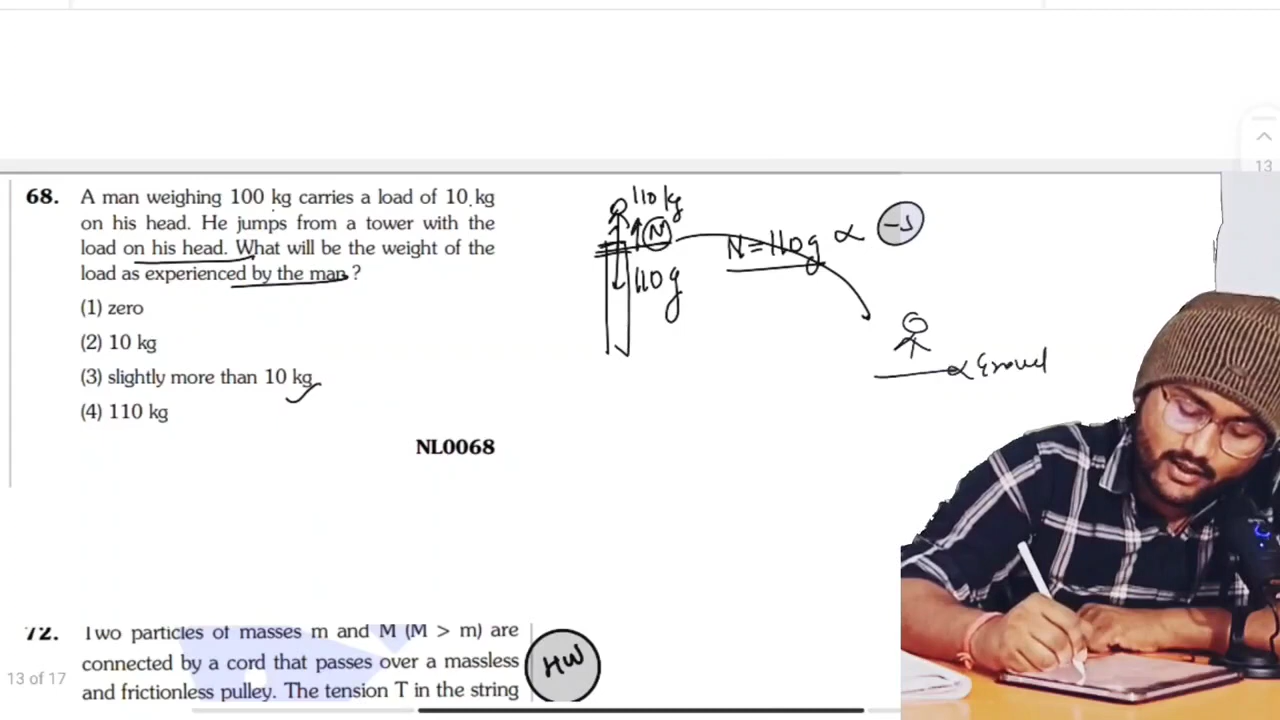 13
68. A man weighing 100 kg carries a load of 10 kg
on his head. He jumps from a tower with the
load on his head. What will be the weight of the
load as experienced by the man ?
(1) zero
(2) 10 kg
(3) slightly more than 10 kg
(4) 110 kg
NL0068
110 kg
N
N=110g
110g
72. Two particles of masses m and M (M > m) are
connected by a cord that passes over a massless
and frictionless pulley. The tension T in the string
HW
13 of 17